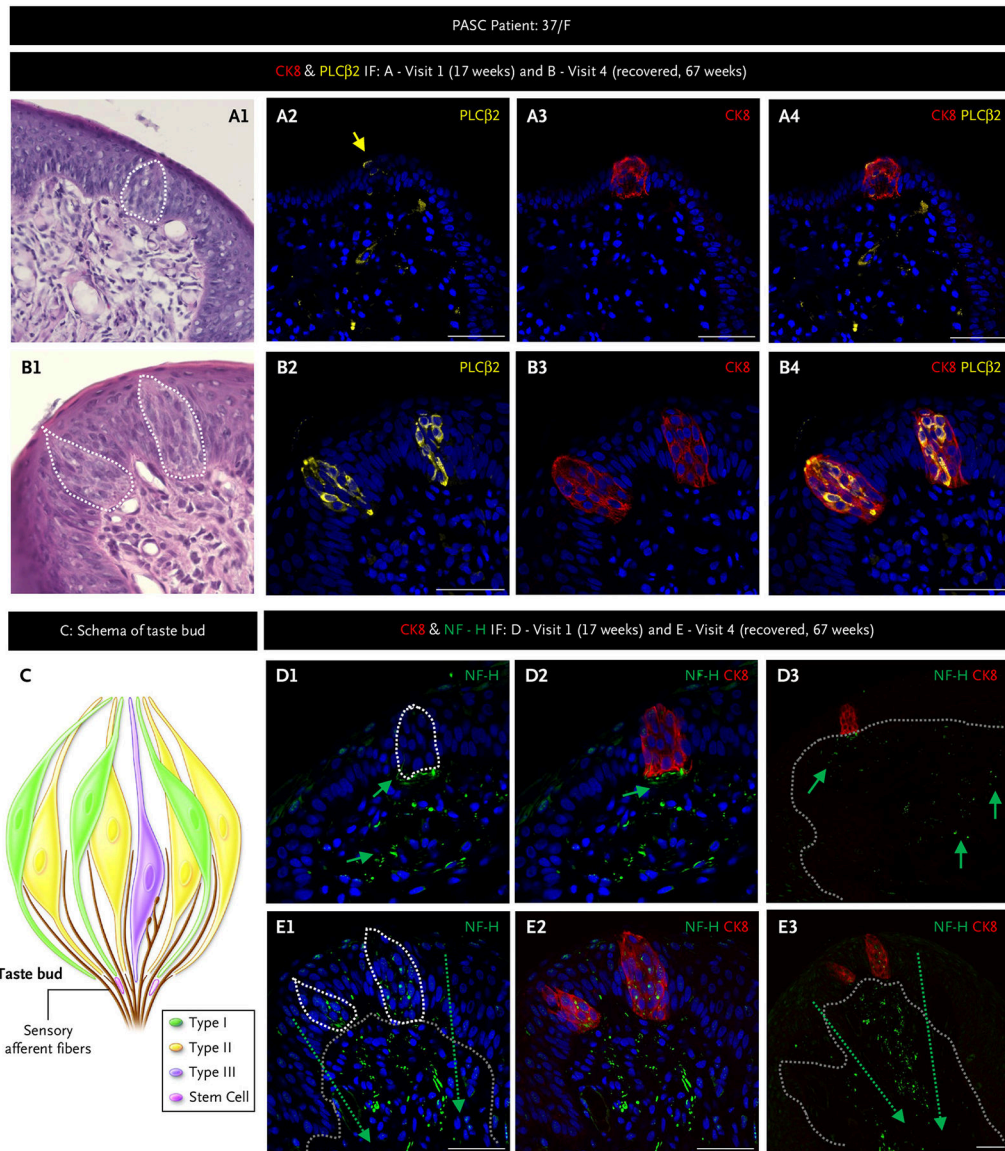 PASC Patient: 37/F
CK8 & PLCβ2 IF: A - Visit 1 (17 weeks) and B - Visit 4 (recovered, 67 weeks)
A1
A2 PLCβ2
A3 CK8
A4 CK8 PLCβ2
B1
B2 PLCβ2
B3 CK8
B4 CK8 PLCβ2
C: Schema of taste bud
CK8 & NF - H IF: D - Visit 1 (17 weeks) and E - Visit 4 (recovered, 67 weeks)
C
Taste bud
Sensory
afferent fibers
Type I
Type II
Type III
Stem Cell
D1 NF-H
D2 NF-H CK8
D3 NF-H CK8
E1 NF-H
E2 NF-H CK8
E3 NF-H CK8